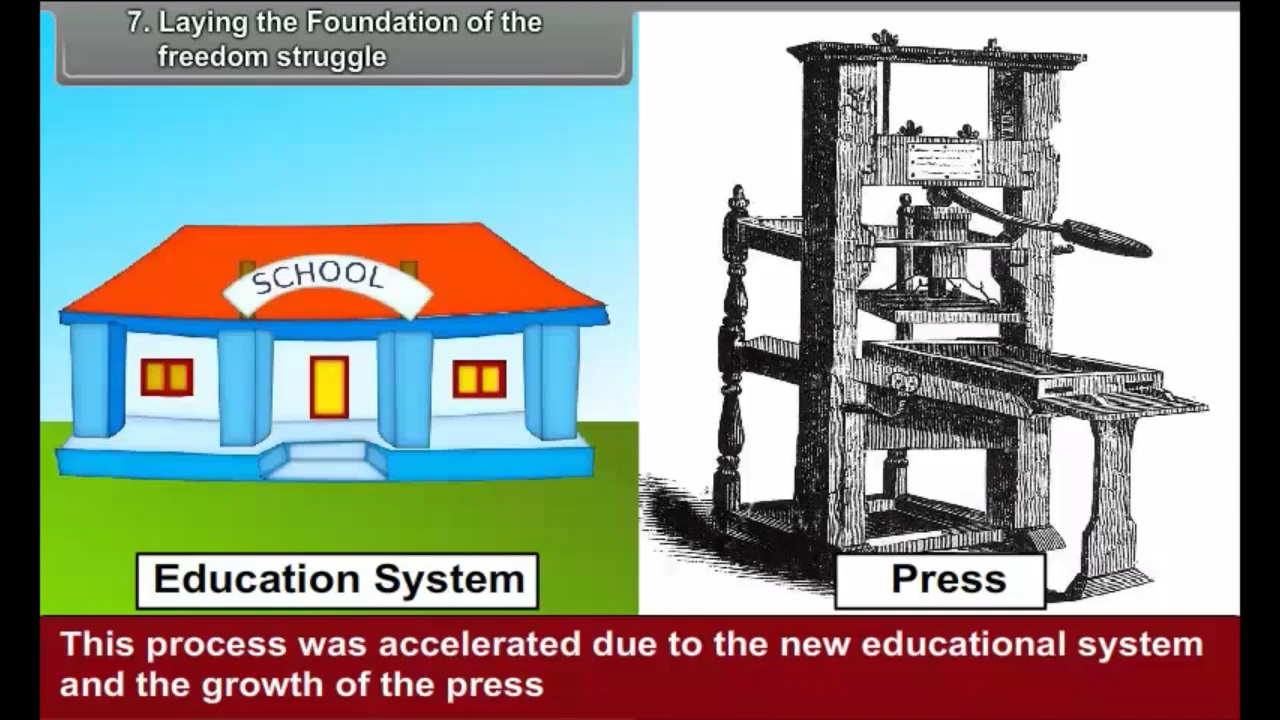 7. Laying the Foundation of the
freedom struggle
SCHOOL
Education System
Press
This process was accelerated due to the new educational system
and the growth of the press